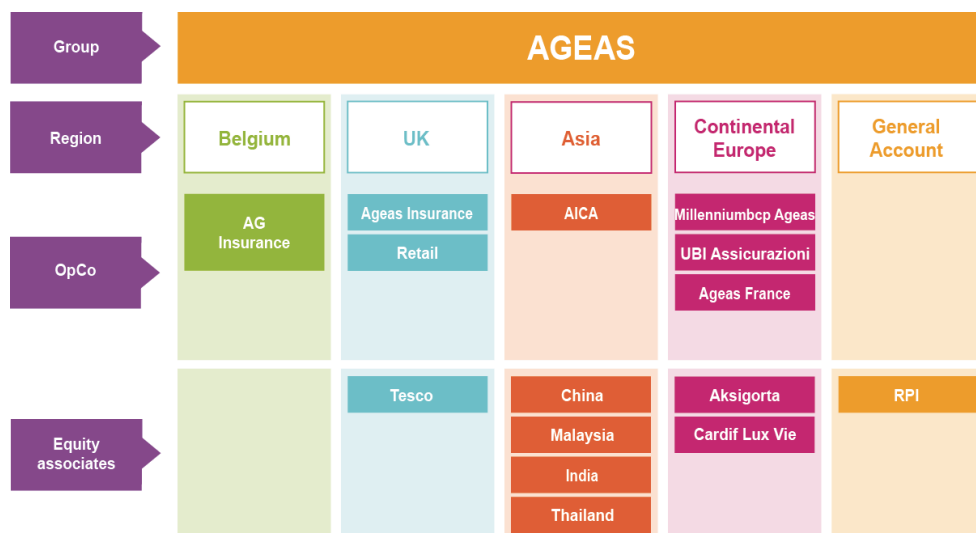 Group
AGEAS
Region
Belgium
UK
Asia
Continental
Europe
General
Account
OpCo
AG
Insurance
Ageas Insurance
Retail
AICA
Millenniumbcp Ageas
UBI Assicurazioni
Ageas France
Equity
associates
Tesco
China
Malaysia
India
Thailand
Aksigorta
Cardif Lux Vie
RPI